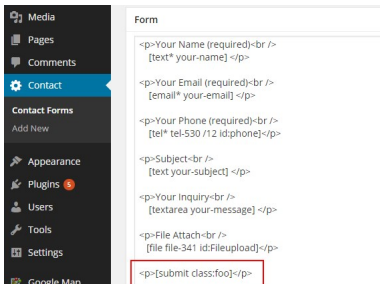 Media
Pages
Comments
Contact
Contact Forms
Add New
Appearance
Plugins 5
Users
Tools
Settings
Google Map
Form
<p>Your Name (required)<br />
[text* your-name] </p>
<p>Your Email (required)<br />
[email* your-email] </p>
<p>Your Phone (required)<br />
[tel* tel-530 /12 id:phone]</p>
<p>Subject<br />
[text your-subject] </p>
<p>Your Inquiry<br />
[textarea your-message] </p>
<p>File Attach<br />
[file file-341 id:Fileupload]</p>
<p>[submit class:foo]</p>